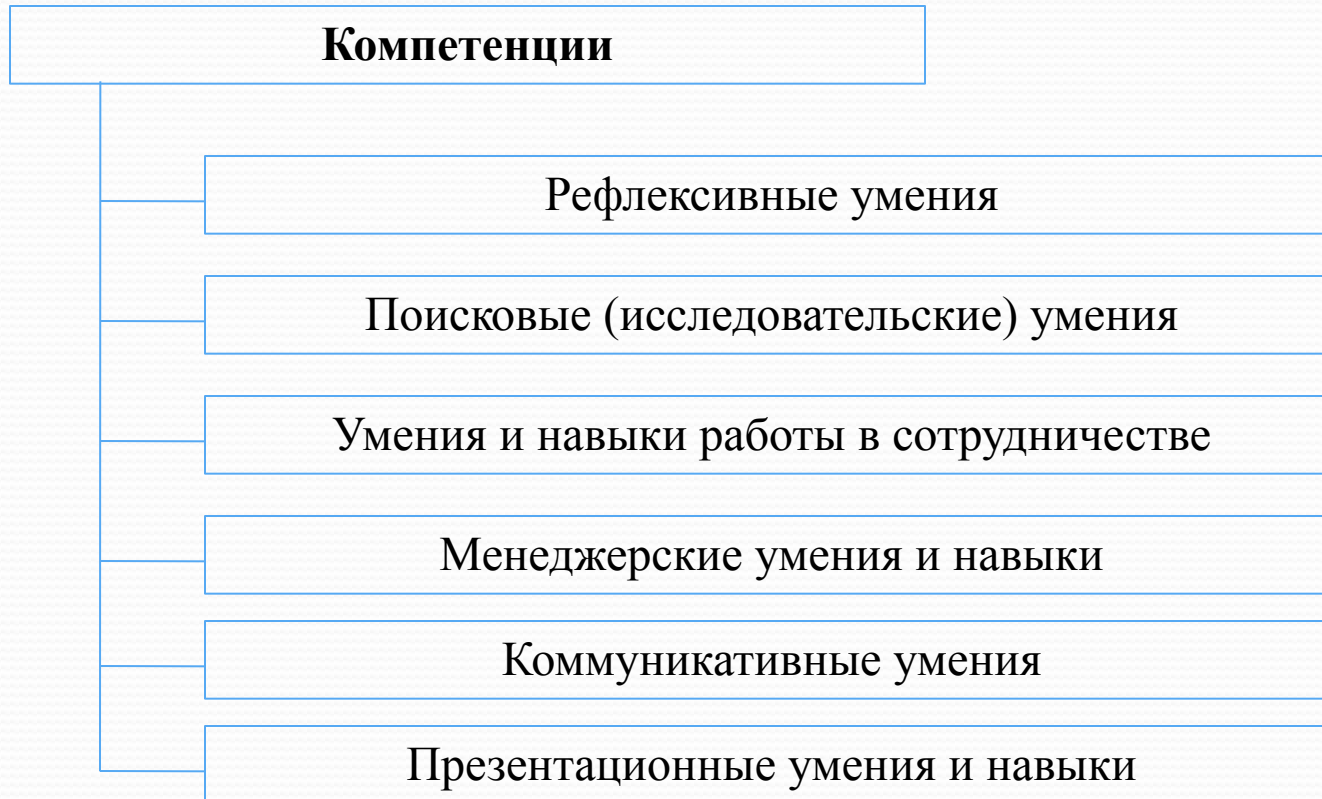 Компетенции
Рефлексивные умения
Поисковые (исследовательские) умения
Умения и навыки работы в сотрудничестве
Менеджерские умения и навыки
Коммуникативные умения
Презентационные умения и навыки